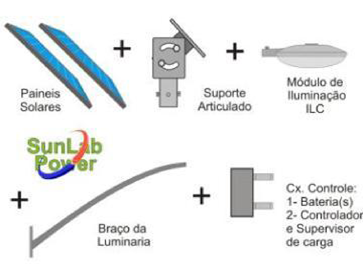 Paineis
Solares
Suporte
Articulado
Módulo de
Iluminação
ILC
SunLab
Power
Braço da
Luminaria
Cx. Controle:
1- Bateria(s)
2- Controlador
e Supervisor
de carga